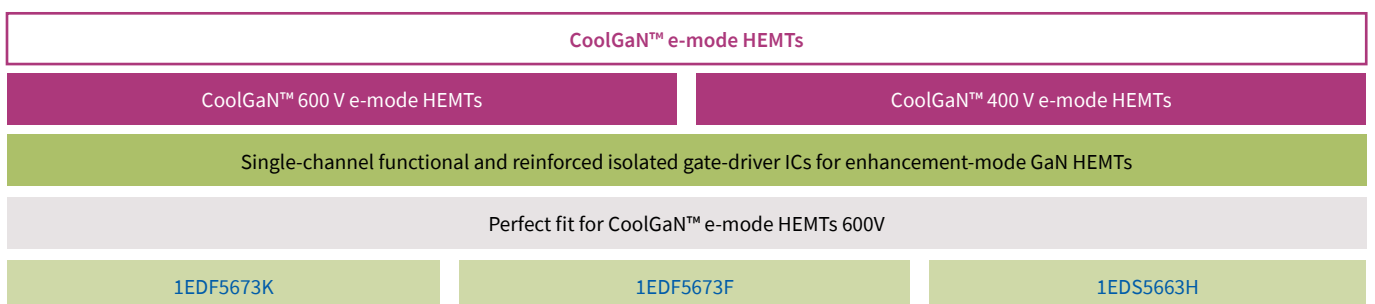 CoolGaN™ e-mode HEMTs
CoolGaN™ 600 V e-mode HEMTs
CoolGaN™ 400 V e-mode HEMTs
Single-channel functional and reinforced isolated gate-driver ICs for enhancement-mode GaN HEMTs
Perfect fit for CoolGaN™ e-mode HEMTs 600V
1EDF5673K
1EDF5673F
1EDS5663H